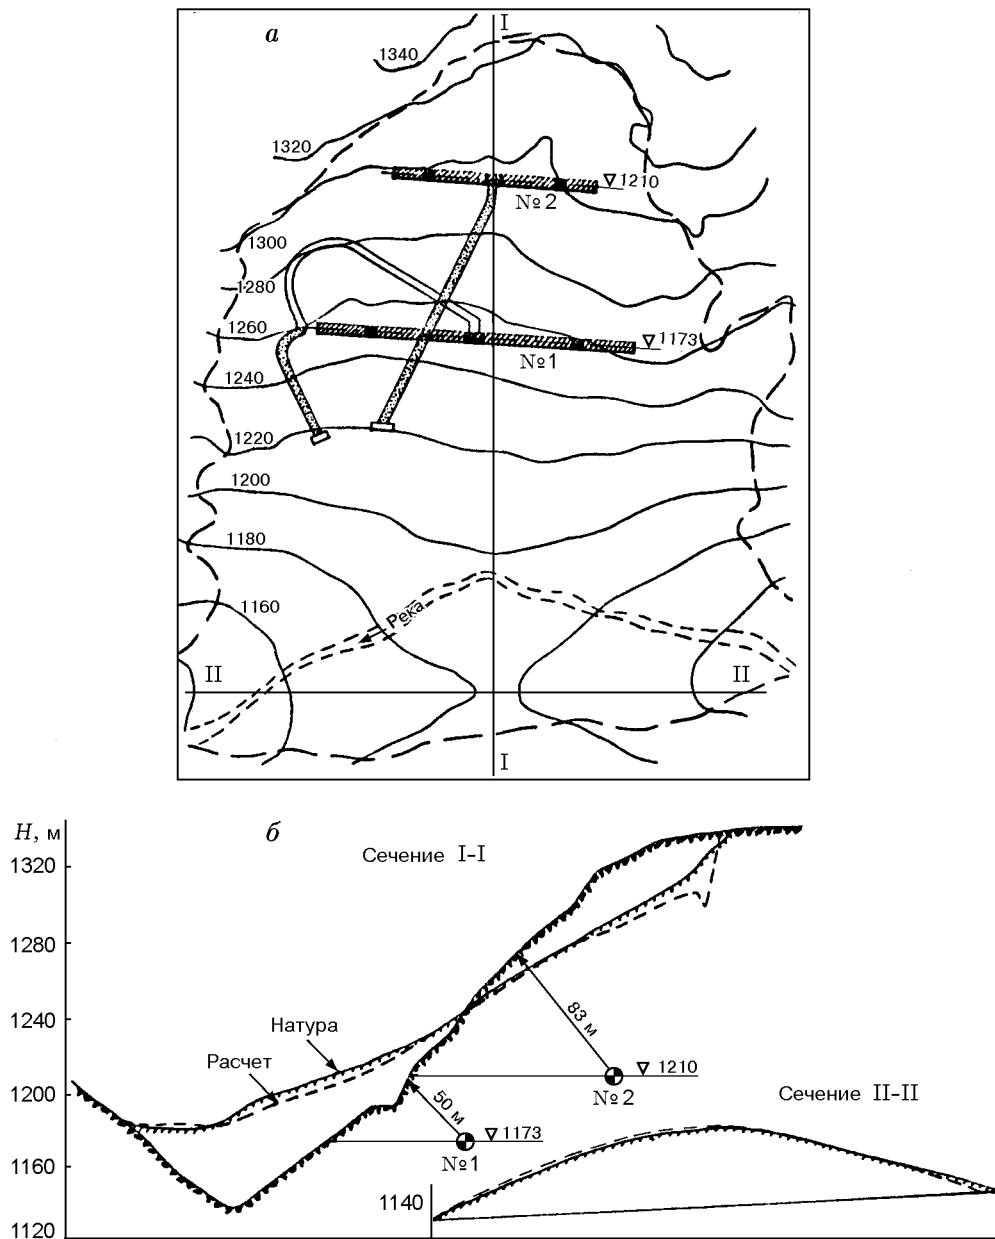 а
I
1340
1320
▽1210
№2
1300
1280
1260
▽1173
№1
1240
1220
1200
1180
1160
Река
II
II
I
H, м
б
Сечение I-I
1320
1280
1240
1200
1160
1120
Натура
Расчет
83 м
▽ 1210
№2
50 м
▽1173
№1
Сечение II-II
1140